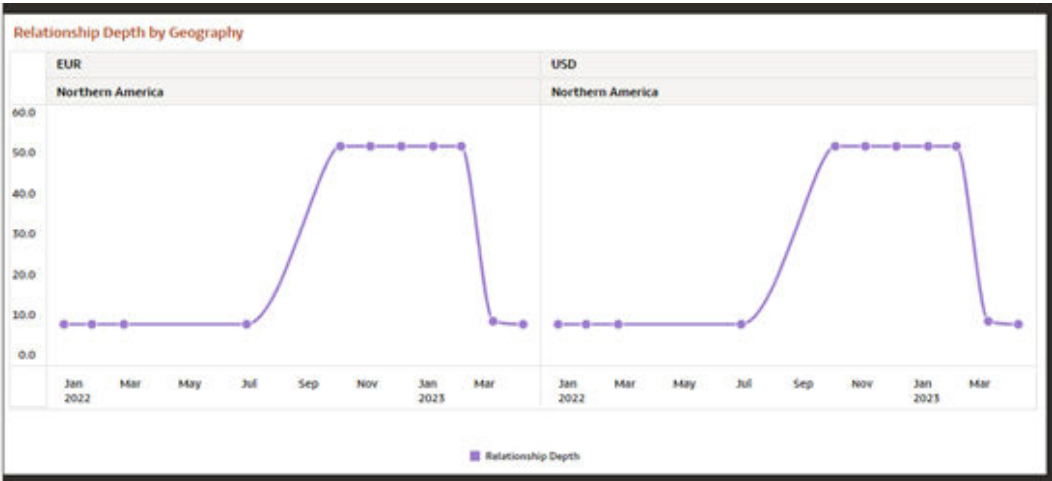 Relationship Depth by Geography
EUR USD
Northern America Northern America
60.0
50.0
40.0
30.0
20.0
10.0
0.0
Jan Mar May Jul Sep Nov Jan Mar Jan Mar May Jul Sep Nov Jan Mar
2022 2023 2022 2023
Relationship Depth